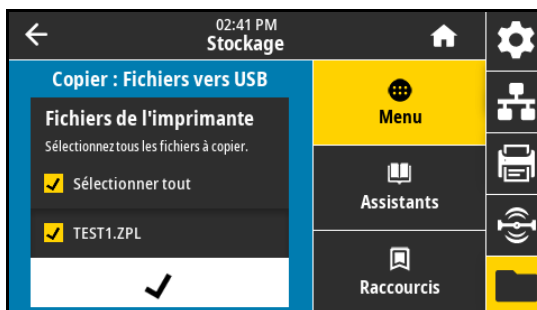 02:41 PM
Stockage
Copier : Fichiers vers USB
Fichiers de l'imprimante
Sélectionnez tous les fichiers à copier.
Sélectionner tout
TEST1.ZPL
Menu
Assistants
Raccourcis